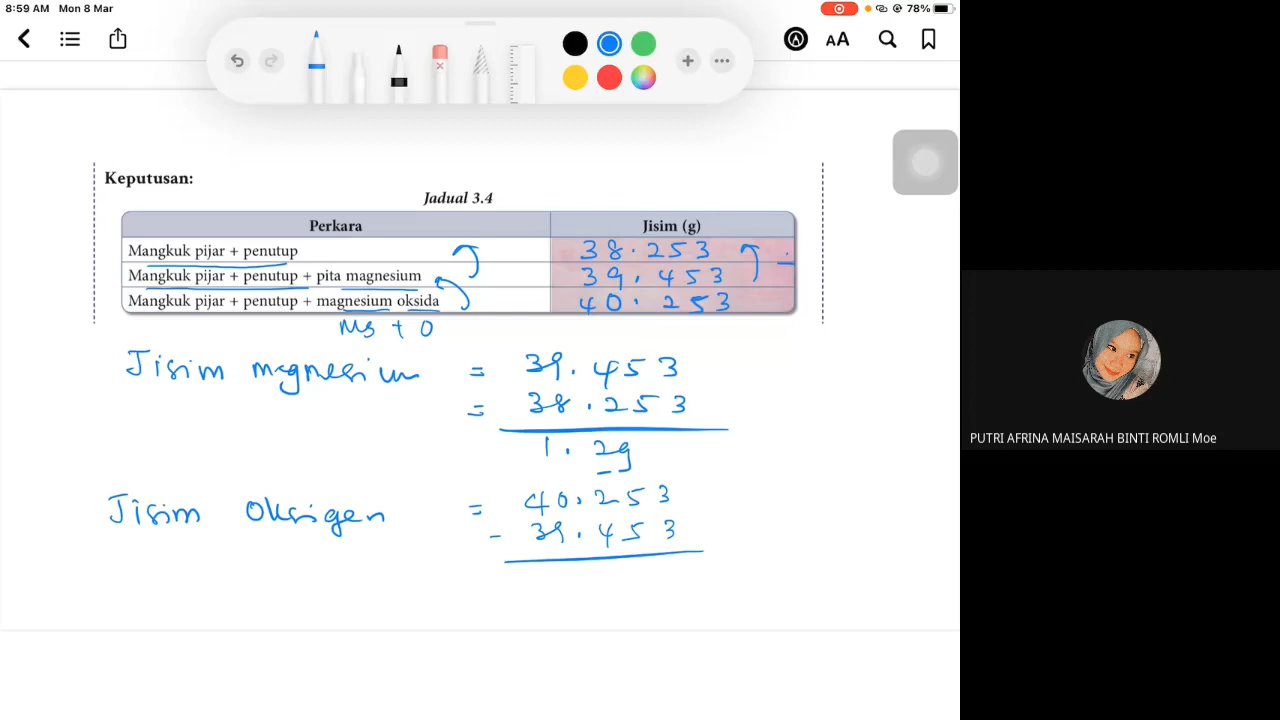 8:59 AM Mon 8 Mar
78%
AA
Keputusan:
Jadual 3.4
Perkara Jisim (g)
Mangkuk pijar + penutup 38.253
Mangkuk pijar + penutup + pita magnesium 39.453
Mangkuk pijar + penutup + magnesium oksida 40.253
Mg + O
Jisim magnesium = 39.453
= 38.253
1.2g
Jisim Oksigen = 40.253
- 39.453
PUTRI AFRINA MAISARAH BINTI ROMLI Moe